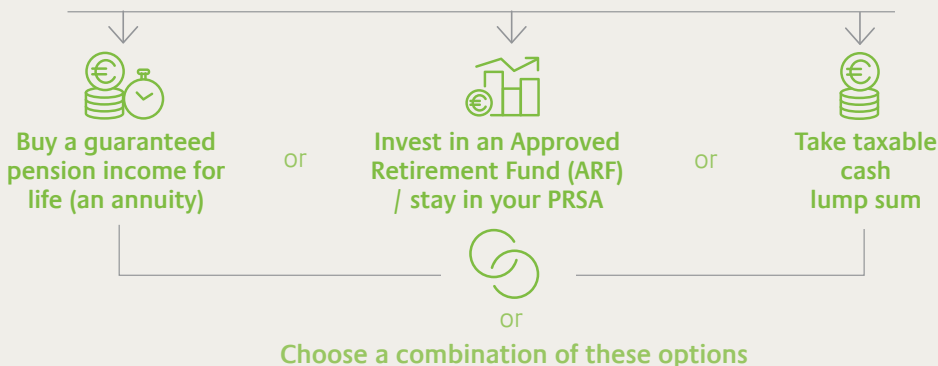 Buy a guaranteed
pension income for
life (an annuity)
or
Invest in an Approved
Retirement Fund (ARF)
/ stay in your PRSA
or
Take taxable
cash
lump sum
or
Choose a combination of these options